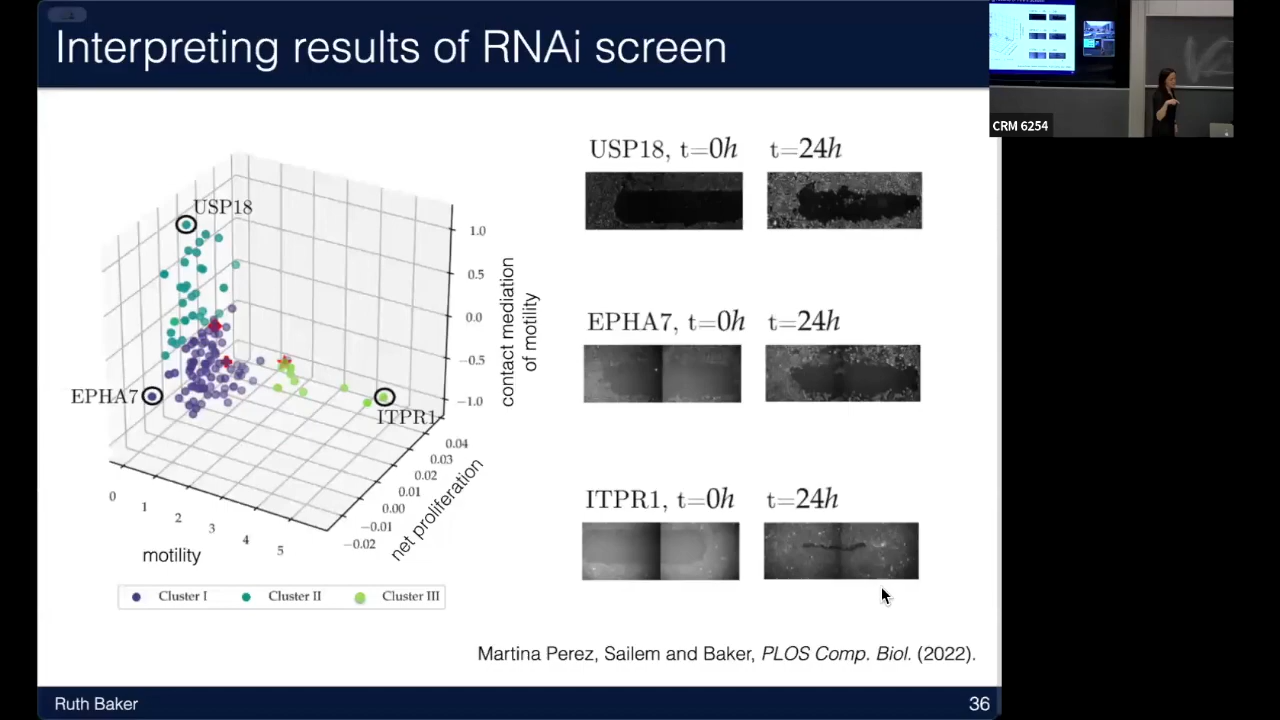 Interpreting results of RNAi screen
CRM 6254
USP18
EPHA7
ITPR1
1.0
0.5
0.0
−0.5
−1.0
contact mediation
of motility
0.04
0.03
0.02
0.01
0.00
−0.01
−0.02
net proliferation
0
1
2
3
4
5
motility
Cluster I
Cluster II
Cluster III
USP18, t=0h
t=24h
EPHA7, t=0h
t=24h
ITPR1, t=0h
t=24h
Martina Perez, Sailem and Baker, PLOS Comp. Biol. (2022).
Ruth Baker
36